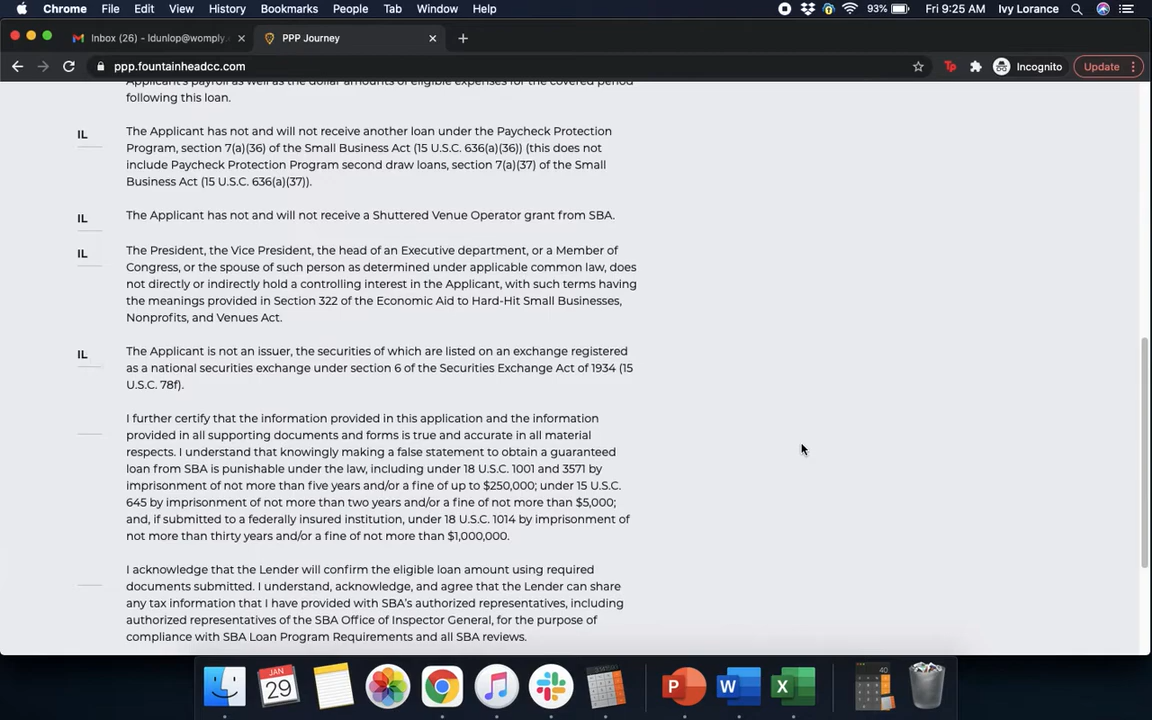 Chrome File Edit View History Bookmarks People Tab Window Help 93% Fri 9:25 AM Ivy Lorance
Inbox (26) - ldunlop@womply. PPP Journey
ppp.fountainheadcc.com Incognito Update
Applicant's payroll as well as the dollar amounts of eligible expenses for the covered period
following this loan.
IL The Applicant has not and will not receive another loan under the Paycheck Protection
Program, section 7(a)(36) of the Small Business Act (15 U.S.C. 636(a)(36)) (this does not
include Paycheck Protection Program second draw loans, section 7(a)(37) of the Small
Business Act (15 U.S.C. 636(a)(37)).
IL The Applicant has not and will not receive a Shuttered Venue Operator grant from SBA.
IL The President, the Vice President, the head of an Executive department, or a Member of
Congress, or the spouse of such person as determined under applicable common law, does
not directly or indirectly hold a controlling interest in the Applicant, with such terms having
the meanings provided in Section 322 of the Economic Aid to Hard-Hit Small Businesses,
Nonprofits, and Venues Act.
IL The Applicant is not an issuer, the securities of which are listed on an exchange registered
as a national securities exchange under section 6 of the Securities Exchange Act of 1934 (15
U.S.C. 78f).
I further certify that the information provided in this application and the information
provided in all supporting documents and forms is true and accurate in all material
respects. I understand that knowingly making a false statement to obtain a guaranteed
loan from SBA is punishable under the law, including under 18 U.S.C. 1001 and 3571 by
imprisonment of not more than five years and/or a fine of up to $250,000; under 15 U.S.C.
645 by imprisonment of not more than two years and/or a fine of not more than $5,000;
and, if submitted to a federally insured institution, under 18 U.S.C. 1014 by imprisonment of
not more than thirty years and/or a fine of not more than $1,000,000.
I acknowledge that the Lender will confirm the eligible loan amount using required
documents submitted. I understand, acknowledge, and agree that the Lender can share
any tax information that I have provided with SBA's authorized representatives, including
authorized representatives of the SBA Office of Inspector General, for the purpose of
compliance with SBA Loan Program Requirements and all SBA reviews.
JAN
29
P W X 40